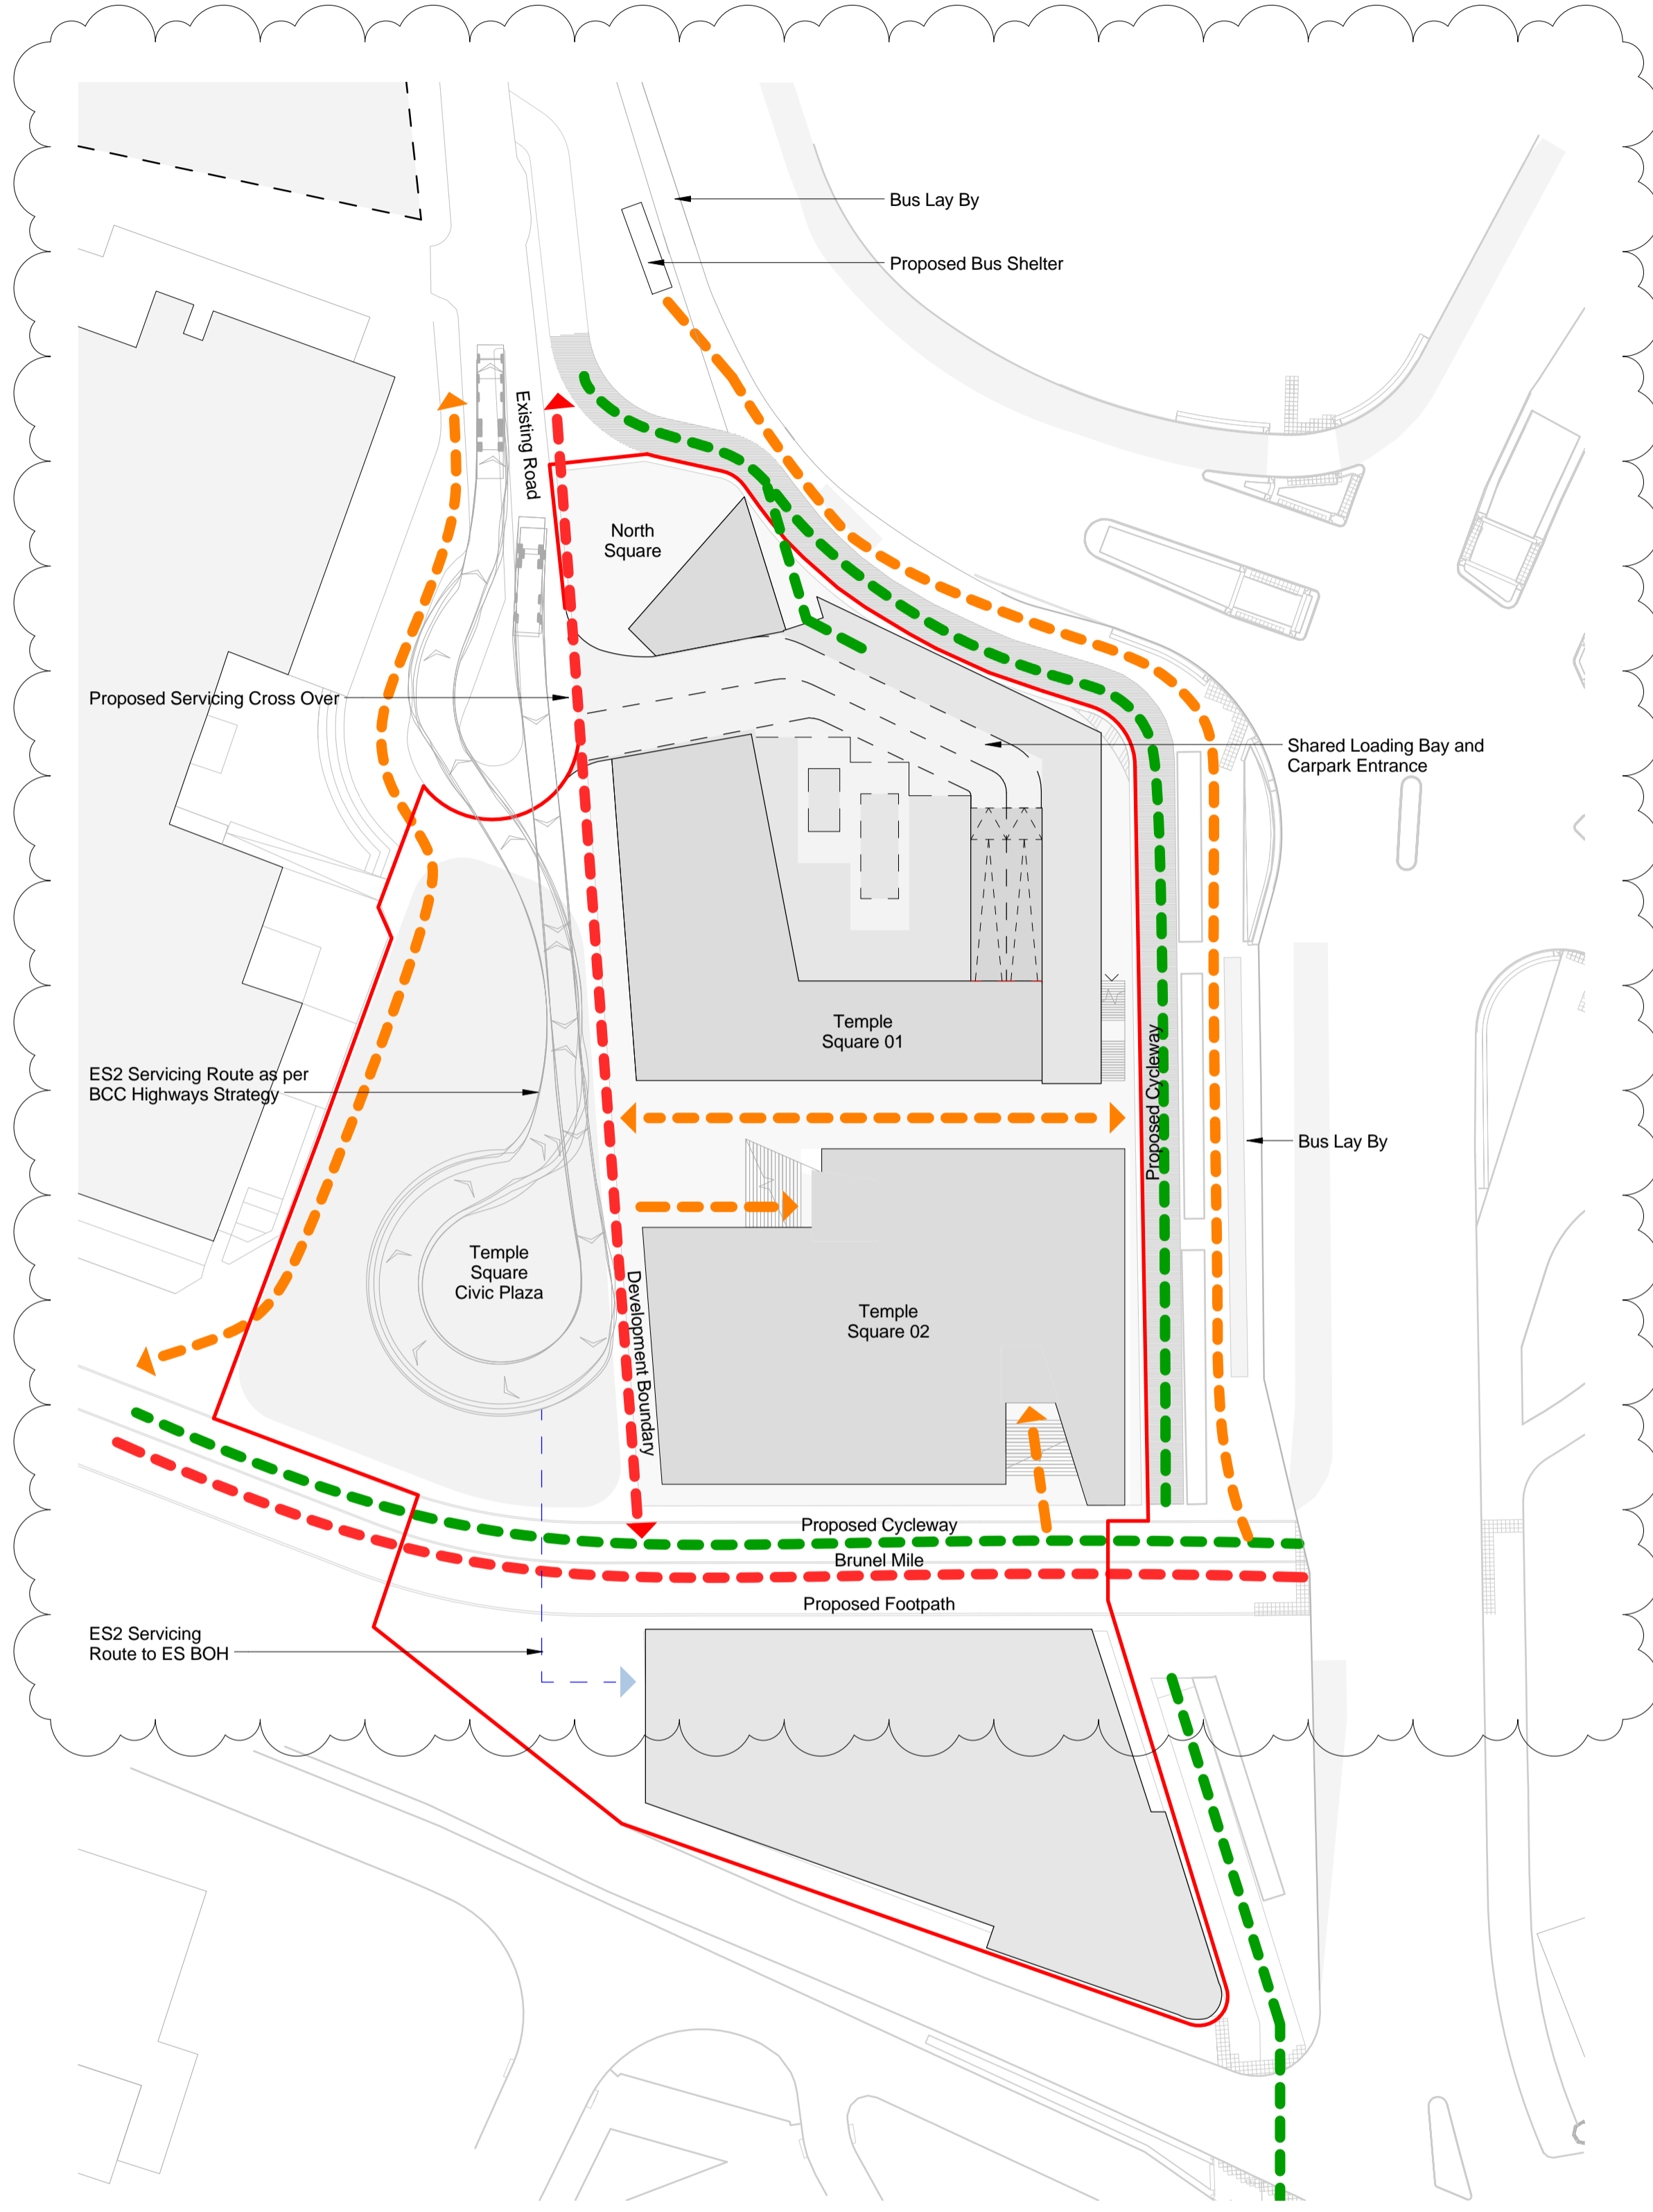 Bus Lay By
Proposed Bus Shelter
Existing Road
North
Square
Proposed Servicing Cross Over
Shared Loading Bay and
Carpark Entrance
Temple
Square 01
Proposed Cycleway
ES2 Servicing Route as per
BCC Highways Strategy
Bus Lay By
Temple
Square
Civic Plaza
Development Boundary
Temple
Square 02
Proposed Cycleway
Brunel Mile
Proposed Footpath
ES2 Servicing
Route to ES BOH